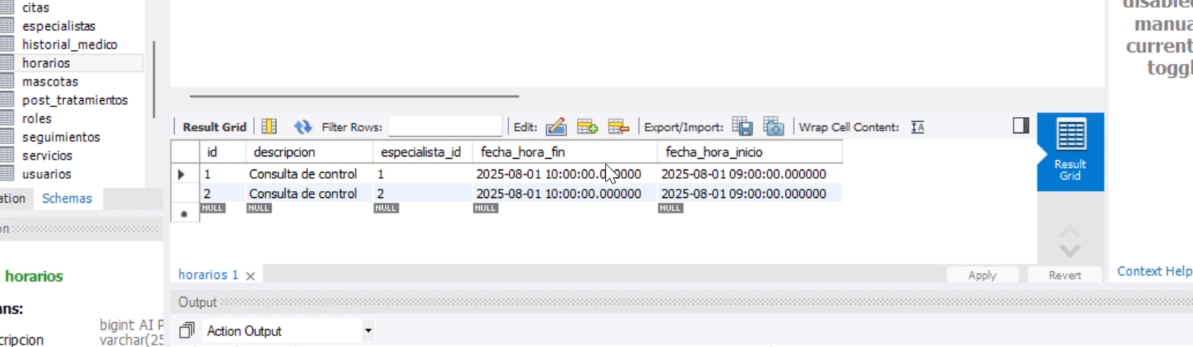 citas
especialistas
historial_medico
horarios
mascotas
post_tratamientos
roles
seguimientos
servicios
usuarios
Schemas
horarios
bigint AI
manua
current
toggl
Result Grid Filter Rows: Edit: Export/Import: Wrap Cell Content: IA
id descripcion especialista_id fecha_hora_fin fecha_hora_inicio
1 Consulta de control 1 2025-08-01 10:00:00.000000 2025-08-01 09:00:00.000000
2 Consulta de control 2 2025-08-01 10:00:00.000000 2025-08-01 09:00:00.000000
NULL NULL NULL NULL NULL
Result
Grid
horarios 1 Apply Revert Context Help
Output
Action Output